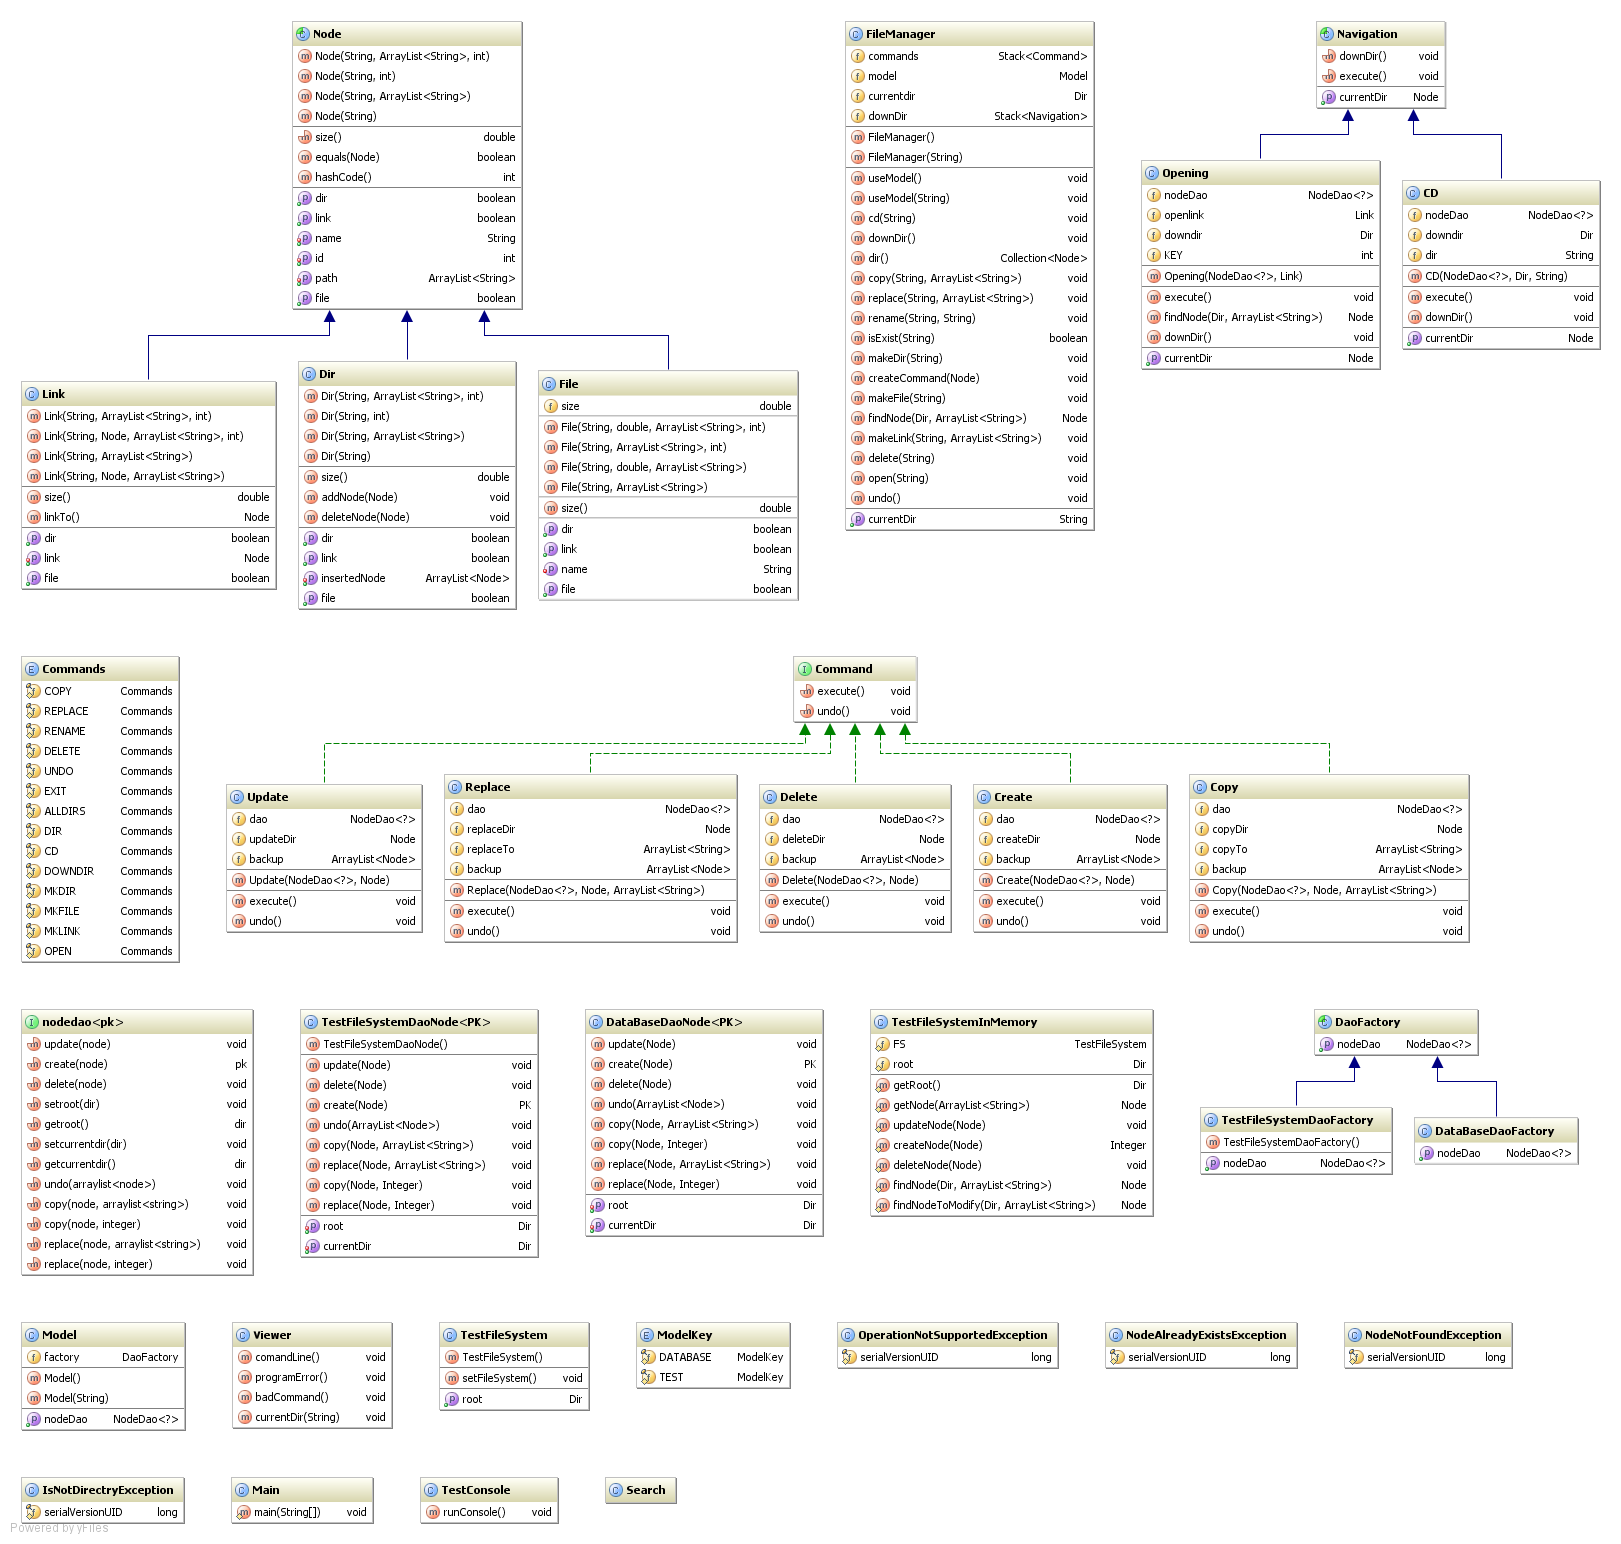 Node
Node(String, ArrayList<String>, int)
Node(String, int)
Node(String, ArrayList<String>)
Node(String)
size() double
equals(Node) boolean
hashCode() int
dir boolean
link boolean
name String
id int
path ArrayList<String>
file boolean
FileManager
commands Stack<Command>
model Model
currentdir Dir
downDir Stack<Navigation>
FileManager()
FileManager(String)
useModel() void
useModel(String) void
cd(String) void
downDir() void
dir() Collection<Node>
copy(String, ArrayList<String>) void
replace(String, ArrayList<String>) void
rename(String, String) void
isExist(String) boolean
makeDir(String) void
createCommand(Node) void
makeFile(String) void
findNode(Dir, ArrayList<String>) Node
makeLink(String, ArrayList<String>) void
delete(String) void
open(String) void
undo() void
currentDir String
Navigation
downDir() void
execute() void
currentDir Node
Opening
nodeDao NodeDao<?>
openlink Link
downdir Dir
KEY int
Opening(NodeDao<?>, Link)
execute() void
findNode(Dir, ArrayList<String>) Node
downDir() void
currentDir Node
CD
nodeDao NodeDao<?>
downdir Dir
dir String
CD(NodeDao<?>, Dir, String)
execute() void
downDir() void
currentDir Node
Link
Link(String, ArrayList<String>, int)
Link(String, Node, ArrayList<String>, int)
Link(String, ArrayList<String>)
Link(String, Node, ArrayList<String>)
size() double
linkTo() Node
dir boolean
link Node
file boolean
Dir
Dir(String, ArrayList<String>, int)
Dir(String, int)
Dir(String, ArrayList<String>)
Dir(String)
size() double
addNode(Node) void
deleteNode(Node) void
dir boolean
link boolean
insertedNode ArrayList<Node>
file boolean
File
size double
File(String, double, ArrayList<String>, int)
File(String, ArrayList<String>, int)
File(String, double, ArrayList<String>)
File(String, ArrayList<String>)
size() double
dir boolean
link boolean
name String
file boolean
Commands
COPY Commands
REPLACE Commands
RENAME Commands
DELETE Commands
UNDO Commands
EXIT Commands
ALLDIRS Commands
DIR Commands
CD Commands
DOWNDIR Commands
MKDIR Commands
MKFILE Commands
MKLINK Commands
OPEN Commands
Command
execute() void
undo() void
Update
dao NodeDao<?>
updateDir Node
backup ArrayList<Node>
Update(NodeDao<?>, Node)
execute() void
undo() void
Replace
dao NodeDao<?>
replaceDir Node
replaceTo ArrayList<String>
backup ArrayList<Node>
Replace(NodeDao<?>, Node, ArrayList<String>)
execute() void
undo() void
Delete
dao NodeDao<?>
deleteDir Node
backup ArrayList<Node>
Delete(NodeDao<?>, Node)
execute() void
undo() void
Create
dao NodeDao<?>
createDir Node
backup ArrayList<Node>
Create(NodeDao<?>, Node)
execute() void
undo() void
Copy
dao NodeDao<?>
copyDir Node
copyTo ArrayList<String>
backup ArrayList<Node>
Copy(NodeDao<?>, Node, ArrayList<String>)
execute() void
undo() void
nodedao<pk>
update(node) void
create(node) pk
delete(node) void
setroot(dir) void
getroot() dir
setcurrentdir(dir) void
getcurrentdir() dir
undo(arraylist<node>) void
copy(node, arraylist<string>) void
copy(node, integer) void
replace(node, arraylist<string>) void
replace(node, integer) void
TestFileSystemDaoNode<PK>
TestFileSystemDaoNode()
update(Node) void
delete(Node) void
create(Node) PK
undo(ArrayList<Node>) void
copy(Node, ArrayList<String>) void
replace(Node, ArrayList<String>) void
copy(Node, Integer) void
replace(Node, Integer) void
root Dir
currentDir Dir
DataBaseDaoNode<PK>
update(Node) void
create(Node) PK
delete(Node) void
undo(ArrayList<Node>) void
copy(Node, ArrayList<String>) void
copy(Node, Integer) void
replace(Node, ArrayList<String>) void
replace(Node, Integer) void
root Dir
currentDir Dir
TestFileSystemInMemory
FS TestFileSystem
root Dir
getRoot() Dir
getNode(ArrayList<String>) Node
updateNode(Node) void
createNode(Node) Integer
deleteNode(Node) void
findNode(Dir, ArrayList<String>) Node
findNodeToModify(Dir, ArrayList<String>) Node
DaoFactory
nodeDao NodeDao<?>
TestFileSystemDaoFactory
TestFileSystemDaoFactory()
nodeDao NodeDao<?>
DataBaseDaoFactory
nodeDao NodeDao<?>
Model
factory DaoFactory
Model()
Model(String)
nodeDao NodeDao<?>
Viewer
comandLine() void
programError() void
badCommand() void
currentDir(String) void
TestFileSystem
TestFileSystem()
setFileSystem() void
root Dir
ModelKey
DATABASE ModelKey
TEST ModelKey
OperationNotSupportedException
serialVersionUID long
NodeAlreadyExistsException
serialVersionUID long
NodeNotFoundException
serialVersionUID long
IsNotDirectryException
serialVersionUID long
Main
main(String[]) void
TestConsole
runConsole() void
Search
Powered by yFiles